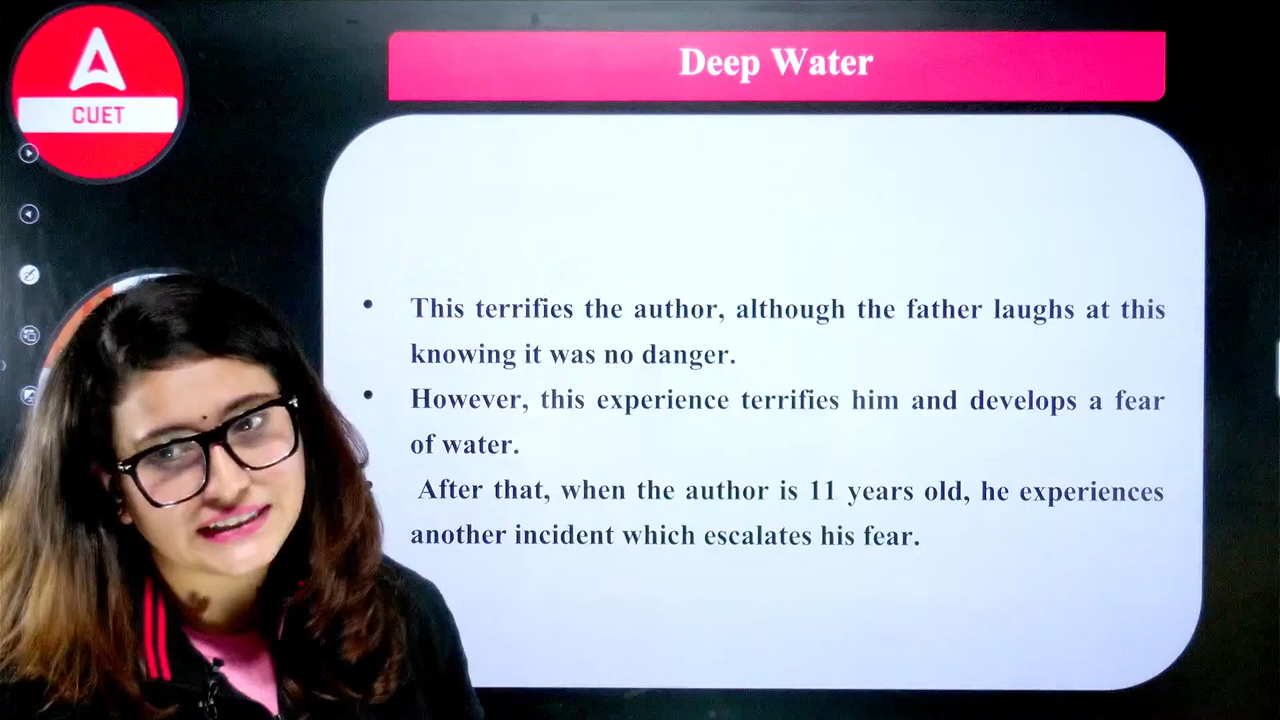 Deep Water
CUET
• This terrifies the author, although the father laughs at this
knowing it was no danger.
• However, this experience terrifies him and develops a fear
of water.
After that, when the author is 11 years old, he experiences
another incident which escalates his fear.